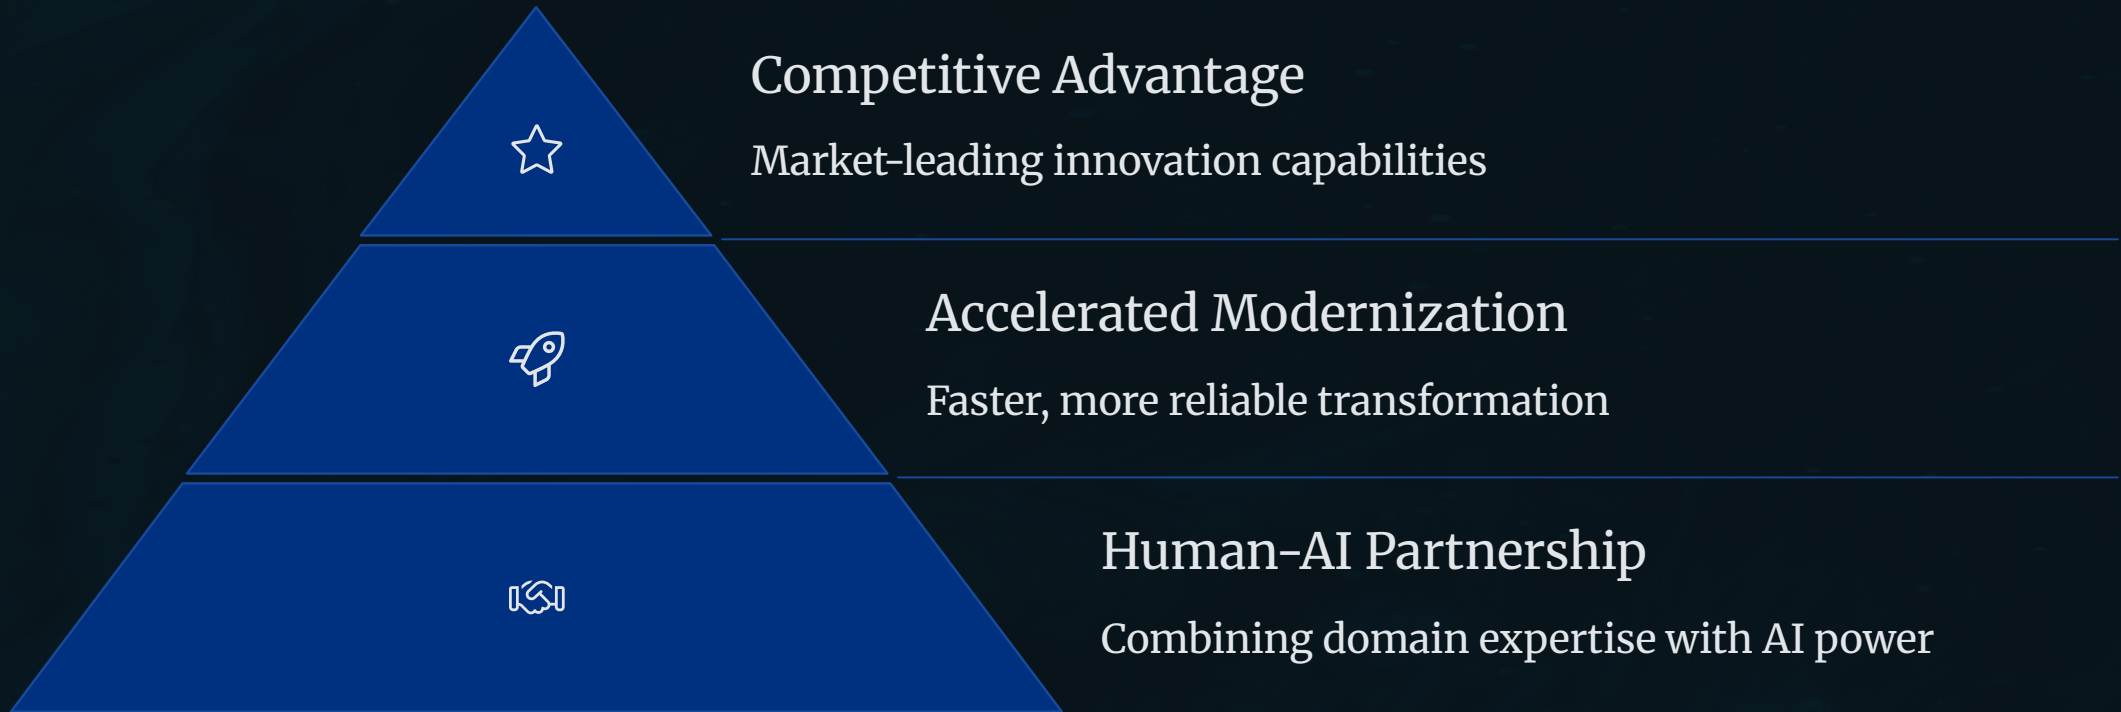 Competitive Advantage
Market-leading innovation capabilities
Accelerated Modernization
Faster, more reliable transformation
Human-AI Partnership
Combining domain expertise with AI power